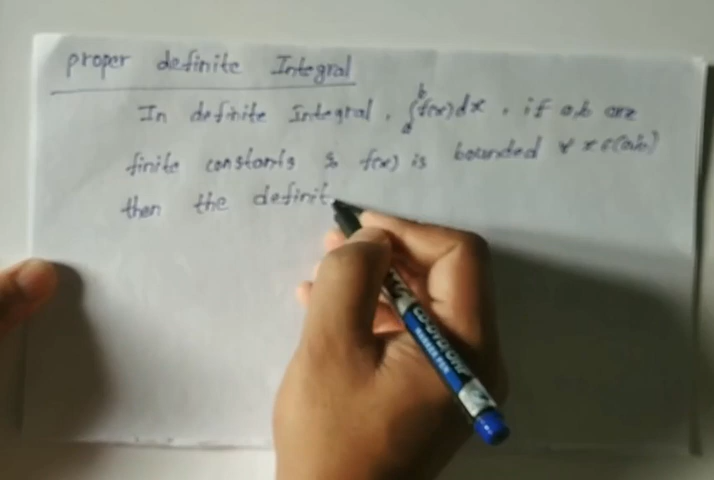 proper definite Integral
In definite Integral, ∫ₐᵇ f(x)dx, if a,b are
finite constants & f(x) is bounded ∀ x∈(a,b)
then the definit